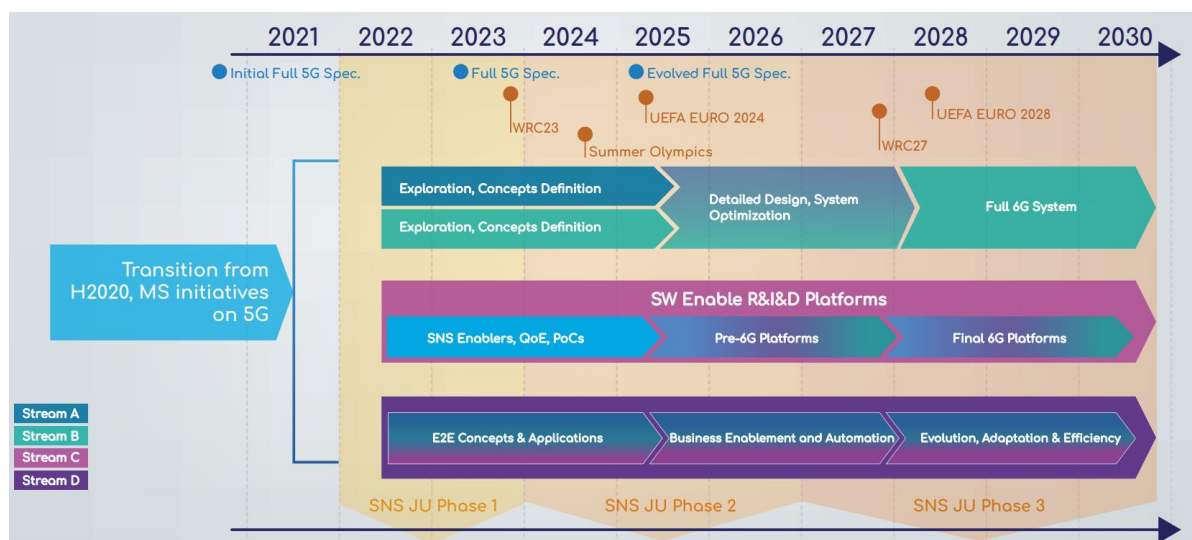 2021 2022 2023 2024 2025 2026 2027 2028 2029 2030
Initial Full 5G Spec. Full 5G Spec. Evolved Full 5G Spec.
WRC23
Summer Olympics
UEFA EURO 2024
WRC27
UEFA EURO 2028
Exploration, Concepts Definition
Exploration, Concepts Definition
Detailed Design, System
Optimization
Full 6G System
Transition from
H2020, MS initiatives
on 5G
SW Enable R&I&D Platforms
SNS Enablers, QoE, PoCs
Pre-6G Platforms
Final 6G Platforms
E2E Concepts & Applications
Business Enablement and Automation
Evolution, Adaptation & Efficiency
Stream A
Stream B
Stream C
Stream D
SNS JU Phase 1 SNS JU Phase 2 SNS JU Phase 3